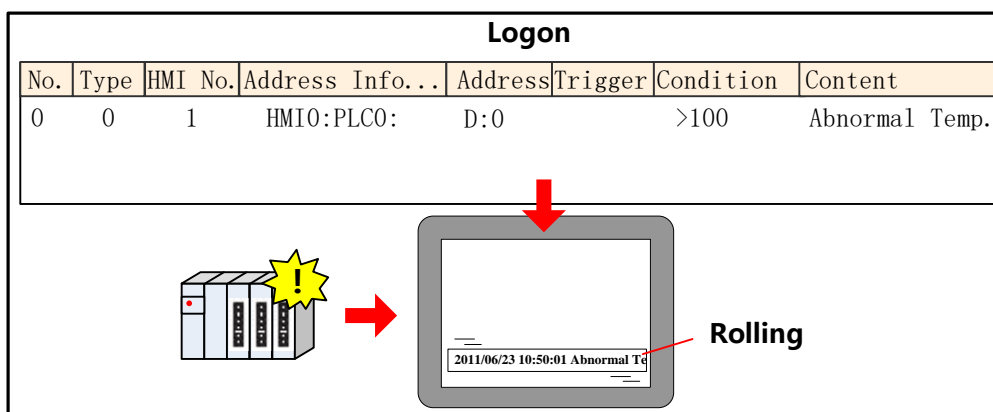 Logon
No. Type HMI No. Address Info... Address Trigger Condition Content
0 0 1 HMI0:PLC0: D:0 >100 Abnormal Temp.
!
Rolling
2011/06/23 10:50:01 Abnormal Te